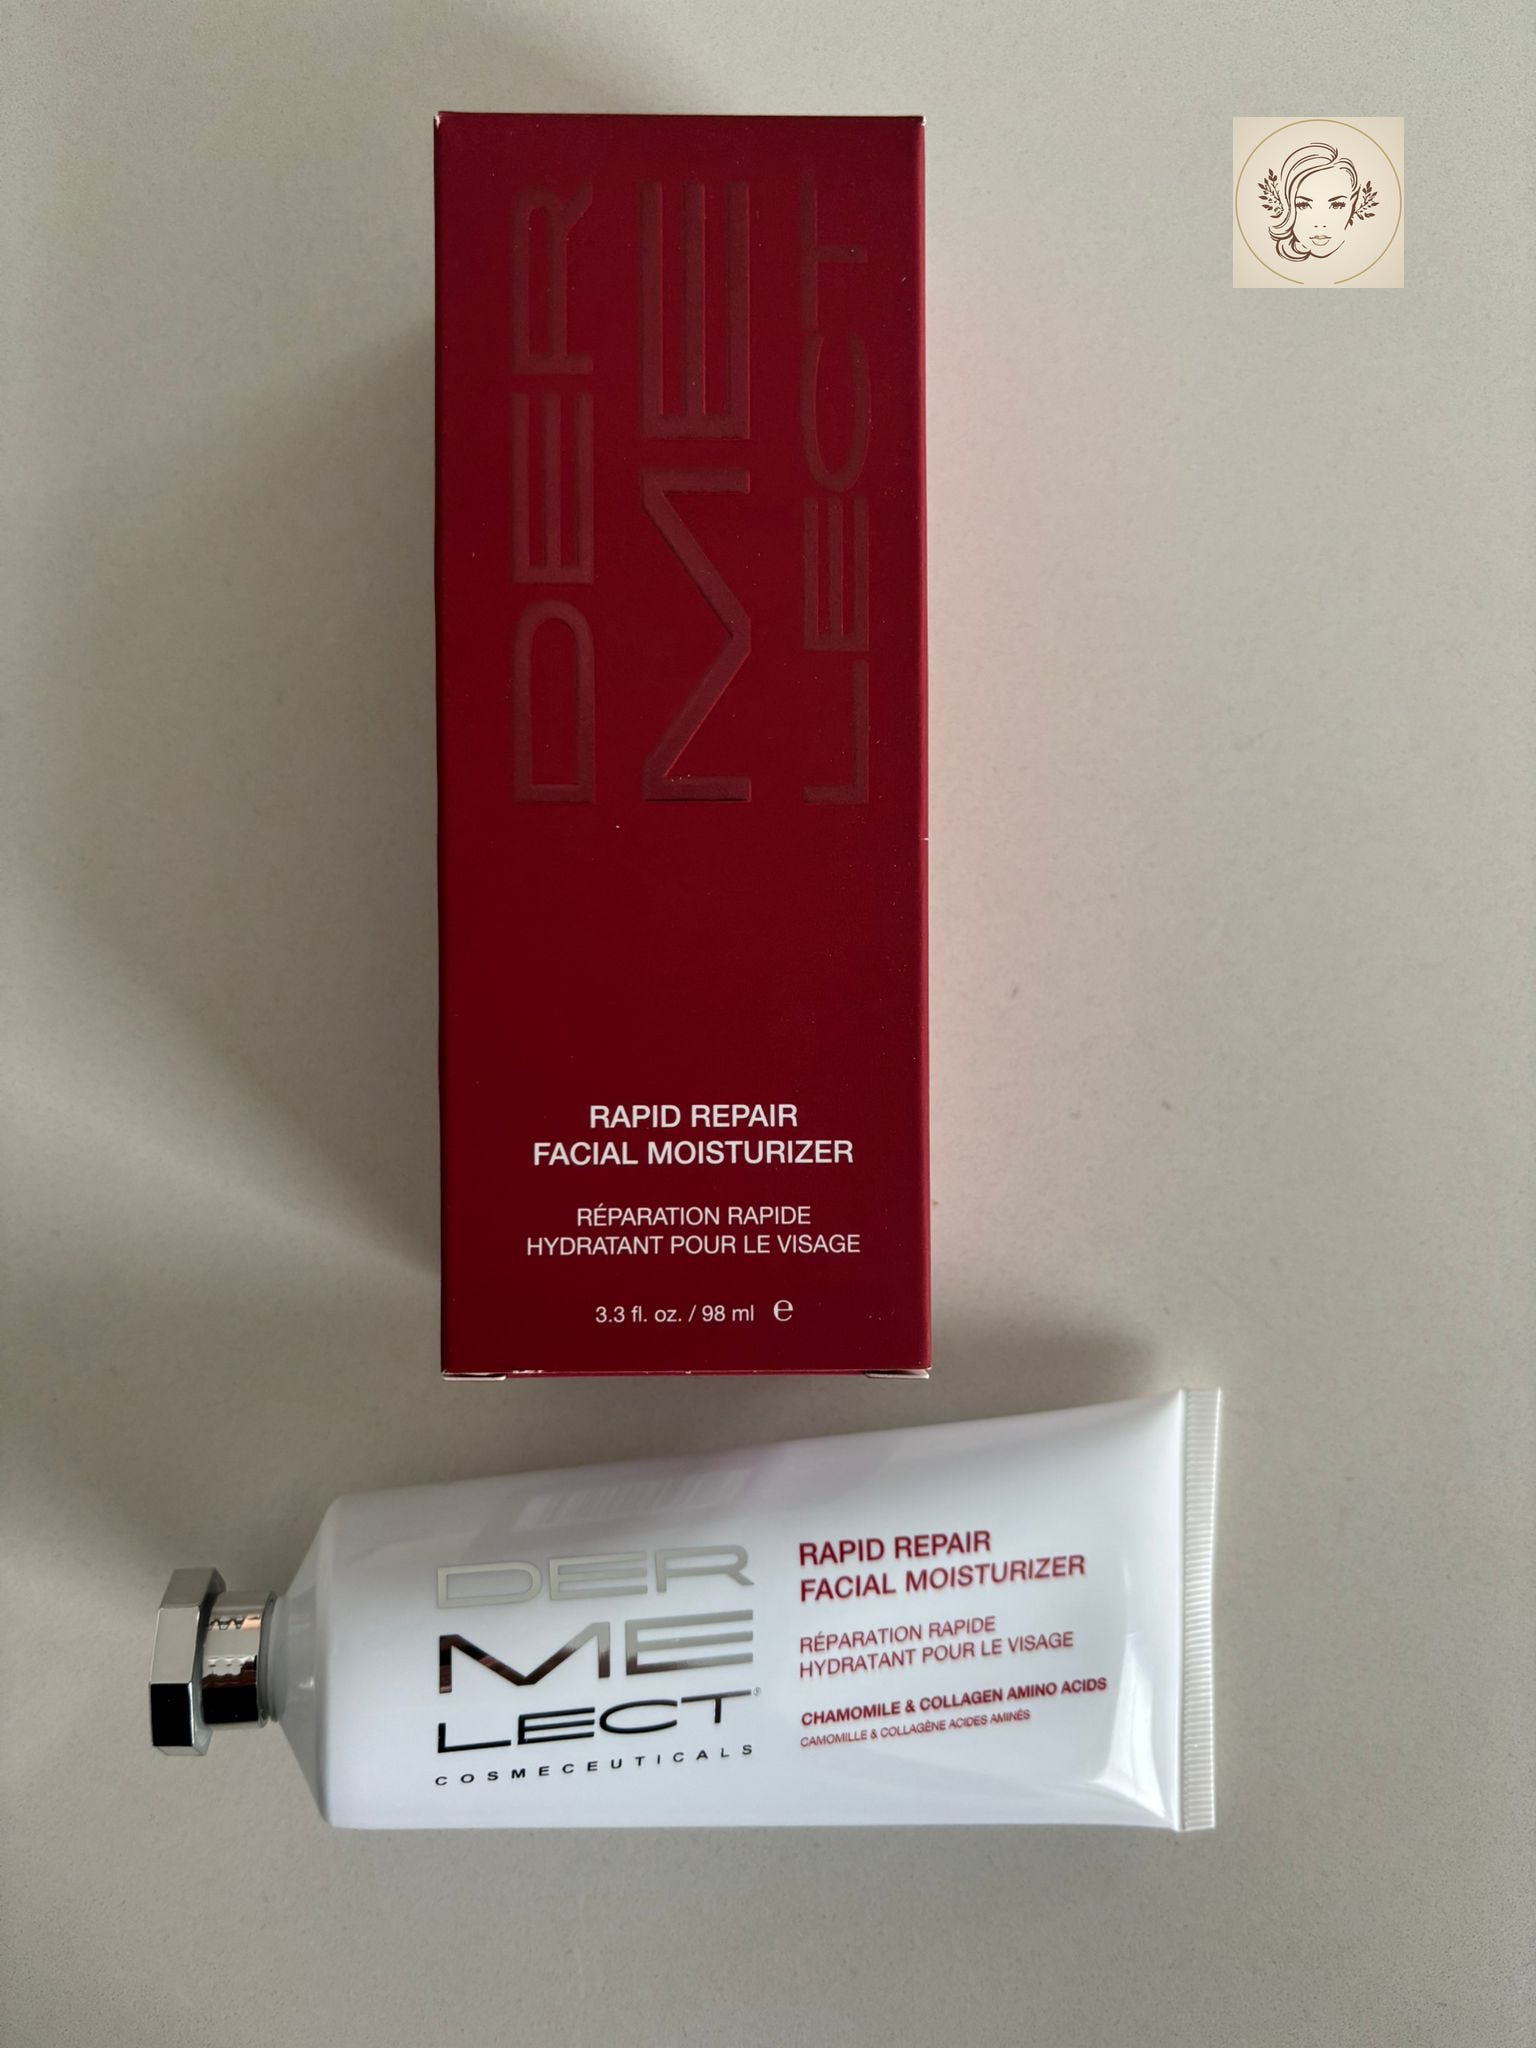 DER
ME
LECT
RAPID REPAIR
FACIAL MOISTURIZER
RÉPARATION RAPIDE
HYDRATANT POUR LE VISAGE
3.3 fl. oz. / 98 ml ℮
DER
ME
LECT®
COSMECEUTICALS
RAPID REPAIR
FACIAL MOISTURIZER
RÉPARATION RAPIDE
HYDRATANT POUR LE VISAGE
CHAMOMILE & COLLAGEN AMINO ACIDS
CAMOMILLE & COLLAGÈNE ACIDES AMINÉS